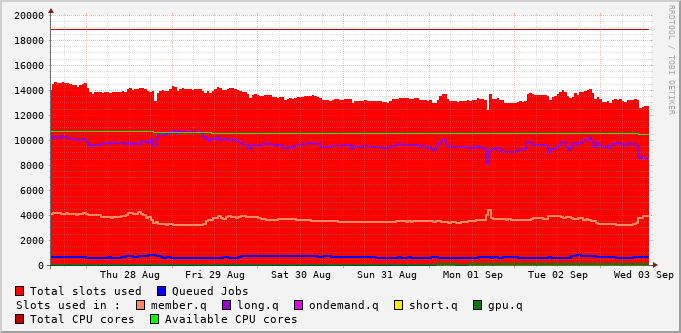 20000
18000
16000
14000
12000
10000
8000
6000
4000
2000
0
Thu 28 Aug Fri 29 Aug Sat 30 Aug Sun 31 Aug Mon 01 Sep Tue 02 Sep Wed 03 Sep
Total slots used Queued Jobs
Slots used in : member.q long.q ondemand.q short.q gpu.q
Total CPU cores Available CPU cores
RRDTOOL / TOBI OETIKER